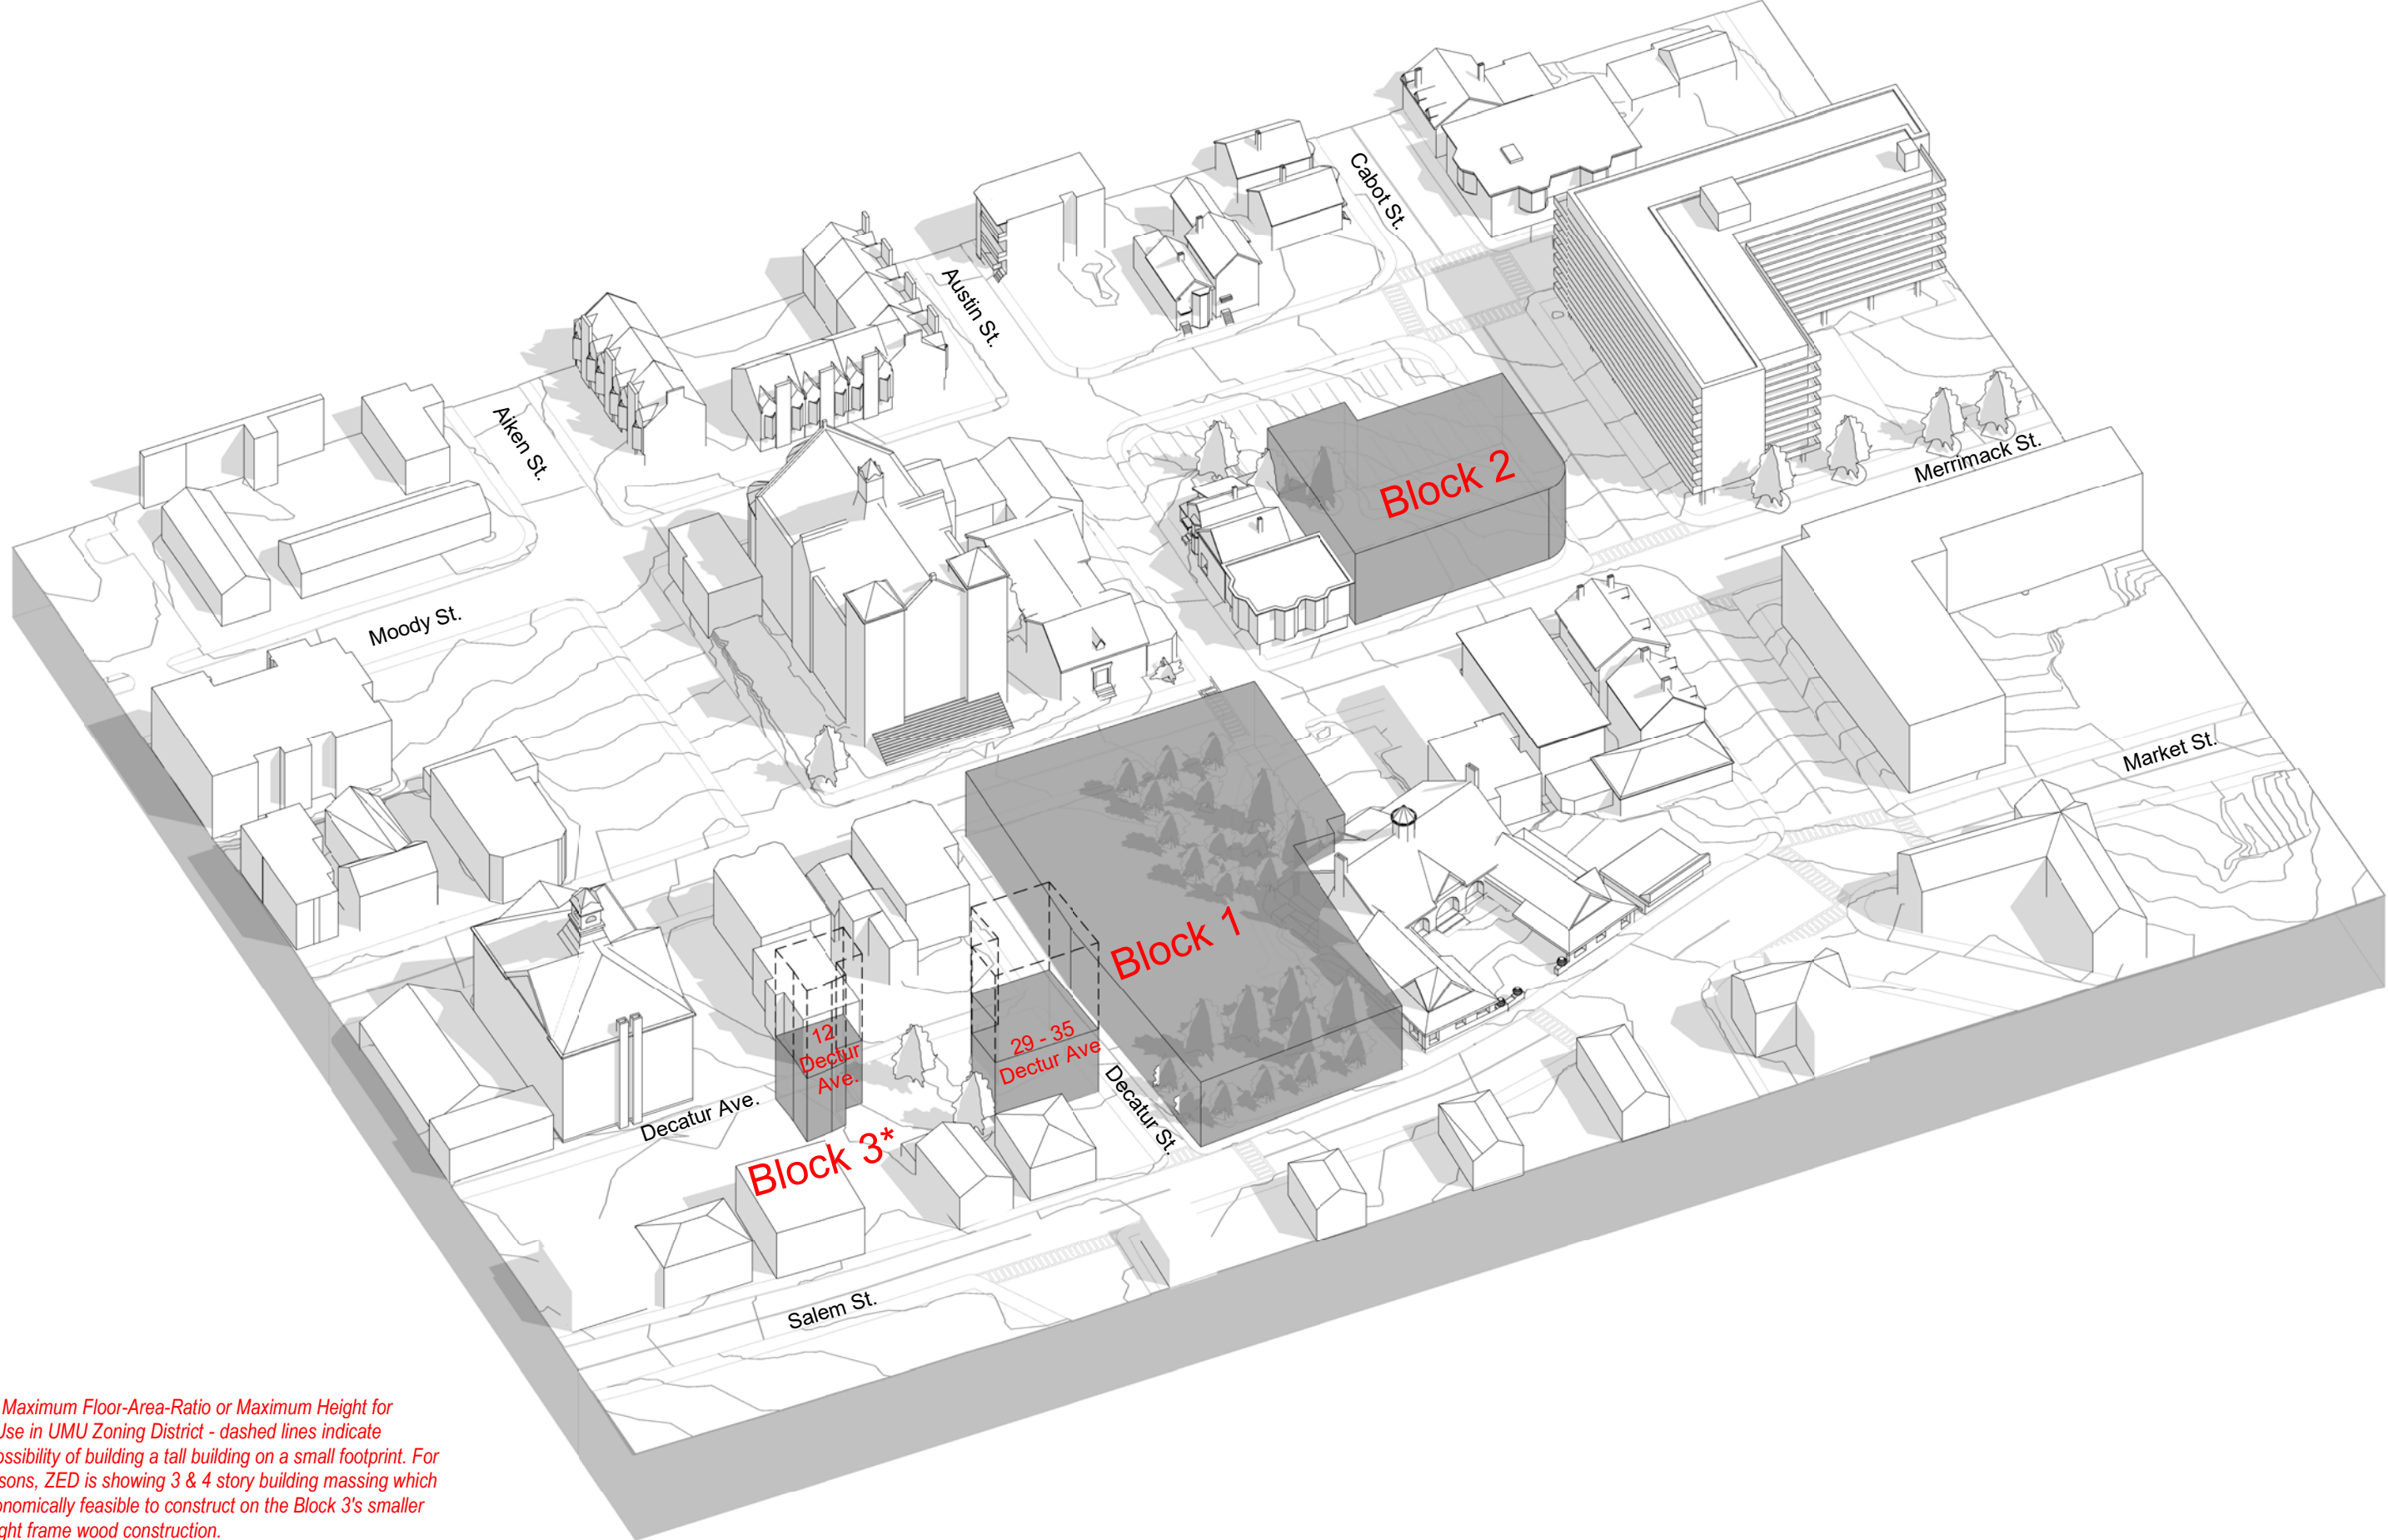 Cabot St.
Austin St.
Aiken St.
Merrimack St.
Block 2
Moody St.
Market St.
Block 1
12
Dectur
Ave.
29 - 35
Dectur Ave
Decatur St.
Decatur Ave.
Block 3*
Salem St.
Maximum Floor-Area-Ratio or Maximum Height for
Use in UMU Zoning District - dashed lines indicate
ossibility of building a tall building on a small footprint. For
sons, ZED is showing 3 & 4 story building massing which
onomically feasible to construct on the Block 3's smaller
ght frame wood construction.